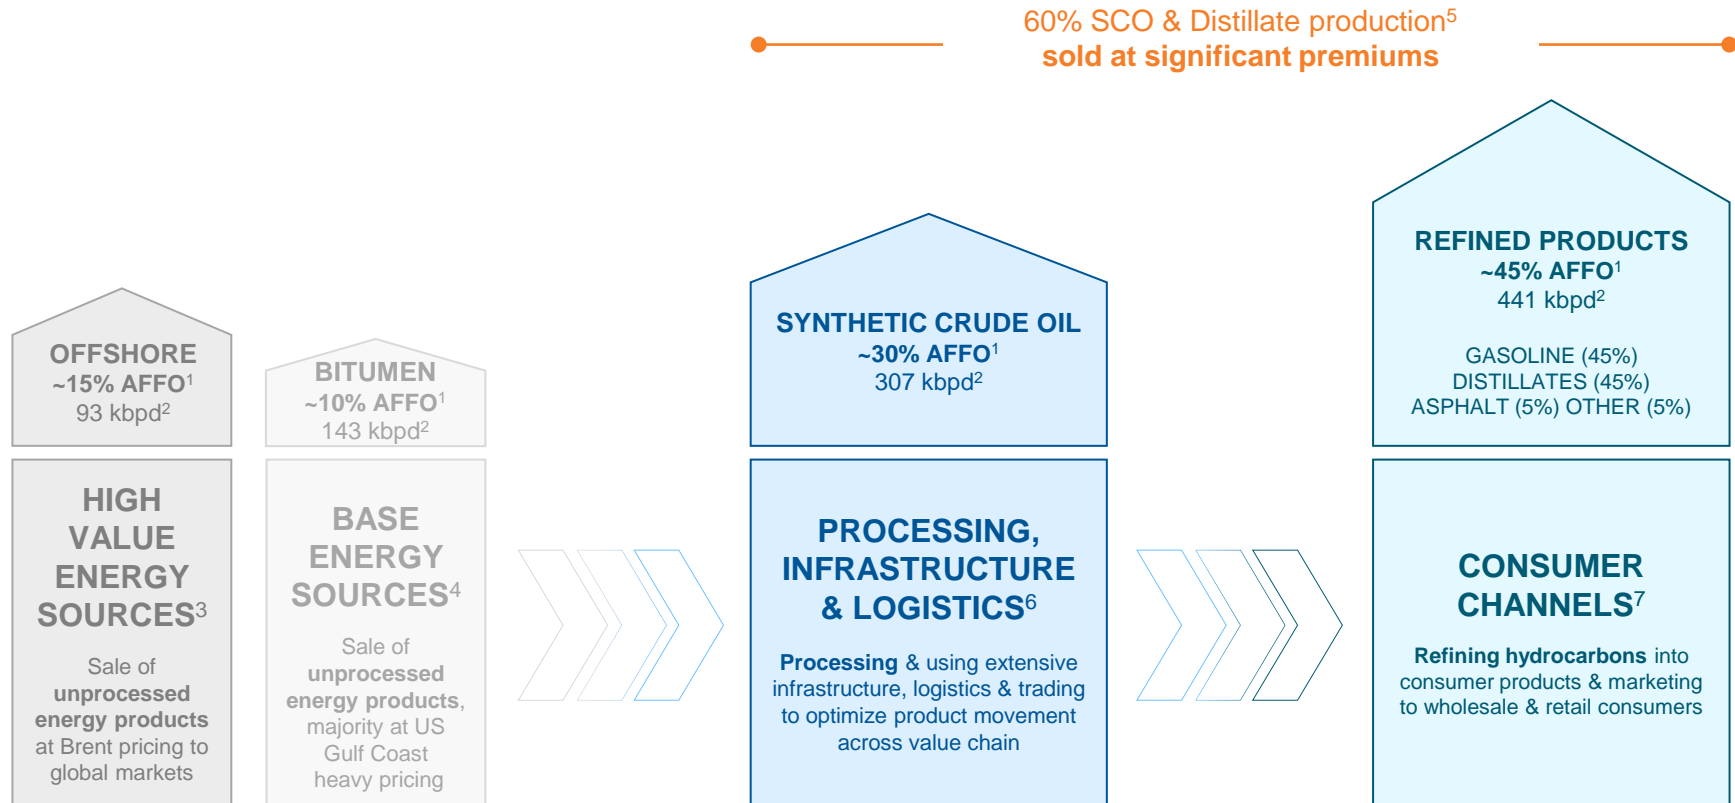 60% SCO & Distillate production⁵
sold at significant premiums
OFFSHORE
~15% AFFO¹
93 kbpd²
HIGH
VALUE
ENERGY
SOURCES³
Sale of
unprocessed
energy products
at Brent pricing to
global markets
BITUMEN
~10% AFFO¹
143 kbpd²
BASE
ENERGY
SOURCES⁴
Sale of
unprocessed
energy products,
majority at US
Gulf Coast
heavy pricing
SYNTHETIC CRUDE OIL
~30% AFFO¹
307 kbpd²
PROCESSING,
INFRASTRUCTURE
& LOGISTICS⁶
Processing & using extensive
infrastructure, logistics & trading
to optimize product movement
across value chain
REFINED PRODUCTS
~45% AFFO¹
441 kbpd²
GASOLINE (45%)
DISTILLATES (45%)
ASPHALT (5%) OTHER (5%)
CONSUMER
CHANNELS⁷
Refining hydrocarbons into
consumer products & marketing
to wholesale & retail consumers